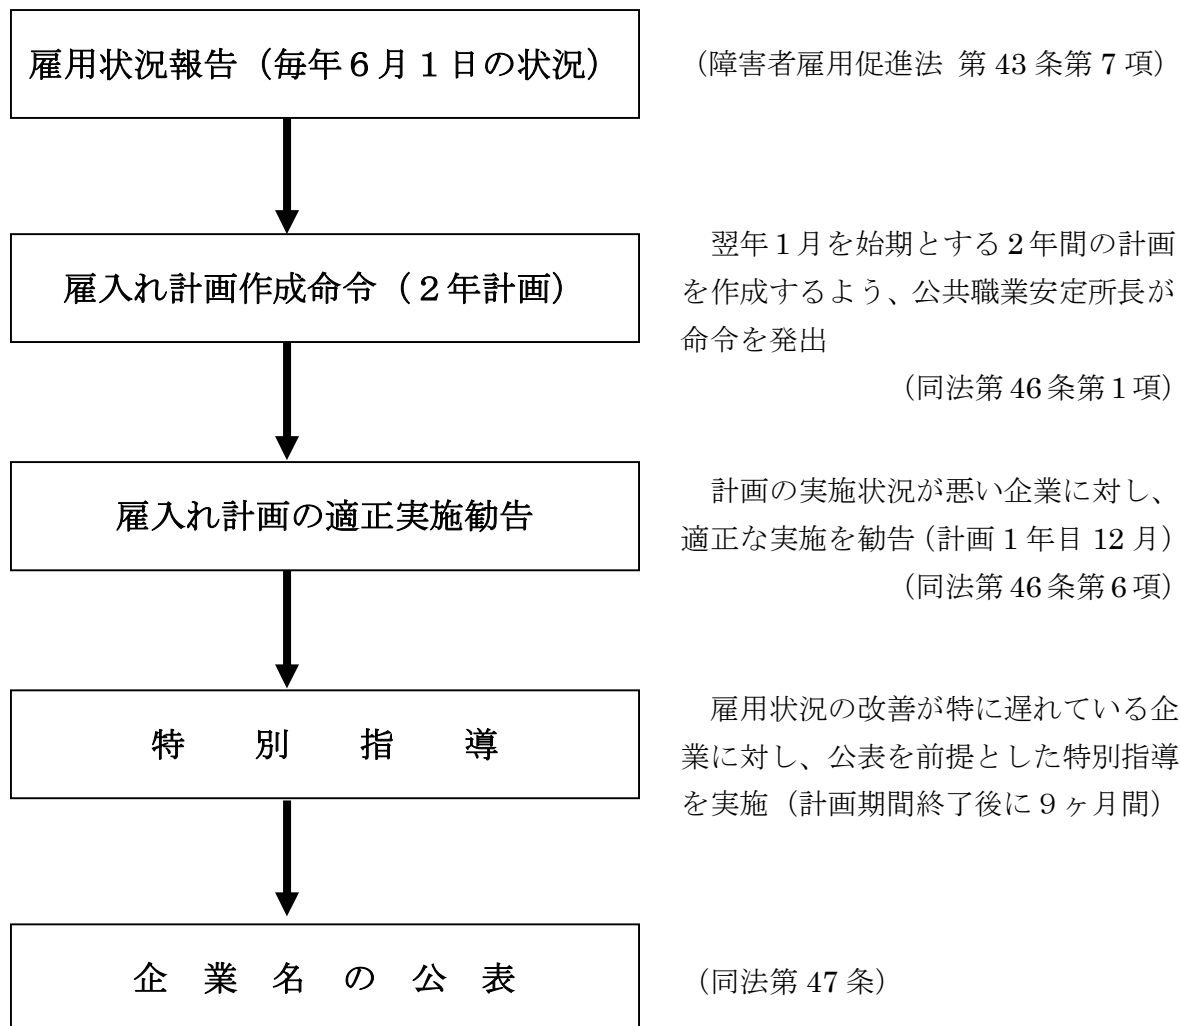 雇用状況報告（毎年６月１日の状況）
（障害者雇用促進法 第 43 条第 7 項）
雇入れ計画作成命令（２年計画）
翌年１月を始期とする２年間の計画
を作成するよう、公共職業安定所長が
命令を発出
（同法第 46 条第１項）
雇入れ計画の適正実施勧告
計画の実施状況が悪い企業に対し、
適正な実施を勧告（計画１年目 12 月）
（同法第 46 条第６項）
特　別　指　導
雇用状況の改善が特に遅れている企
業に対し、公表を前提とした特別指導
を実施（計画期間終了後に９ヶ月間）
企　業　名　の　公　表
（同法第 47 条）